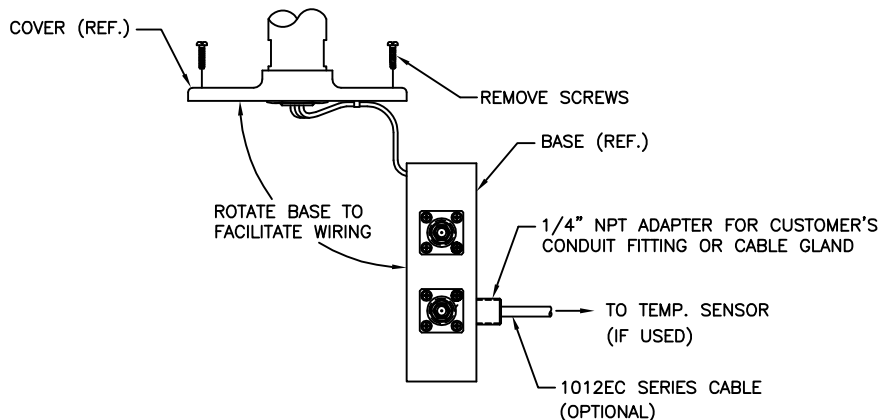 COVER (REF.)
REMOVE SCREWS
BASE (REF.)
ROTATE BASE TO
FACILITATE WIRING
1/4" NPT ADAPTER FOR CUSTOMER'S
CONDUIT FITTING OR CABLE GLAND
TO TEMP. SENSOR
(IF USED)
1012EC SERIES CABLE
(OPTIONAL)